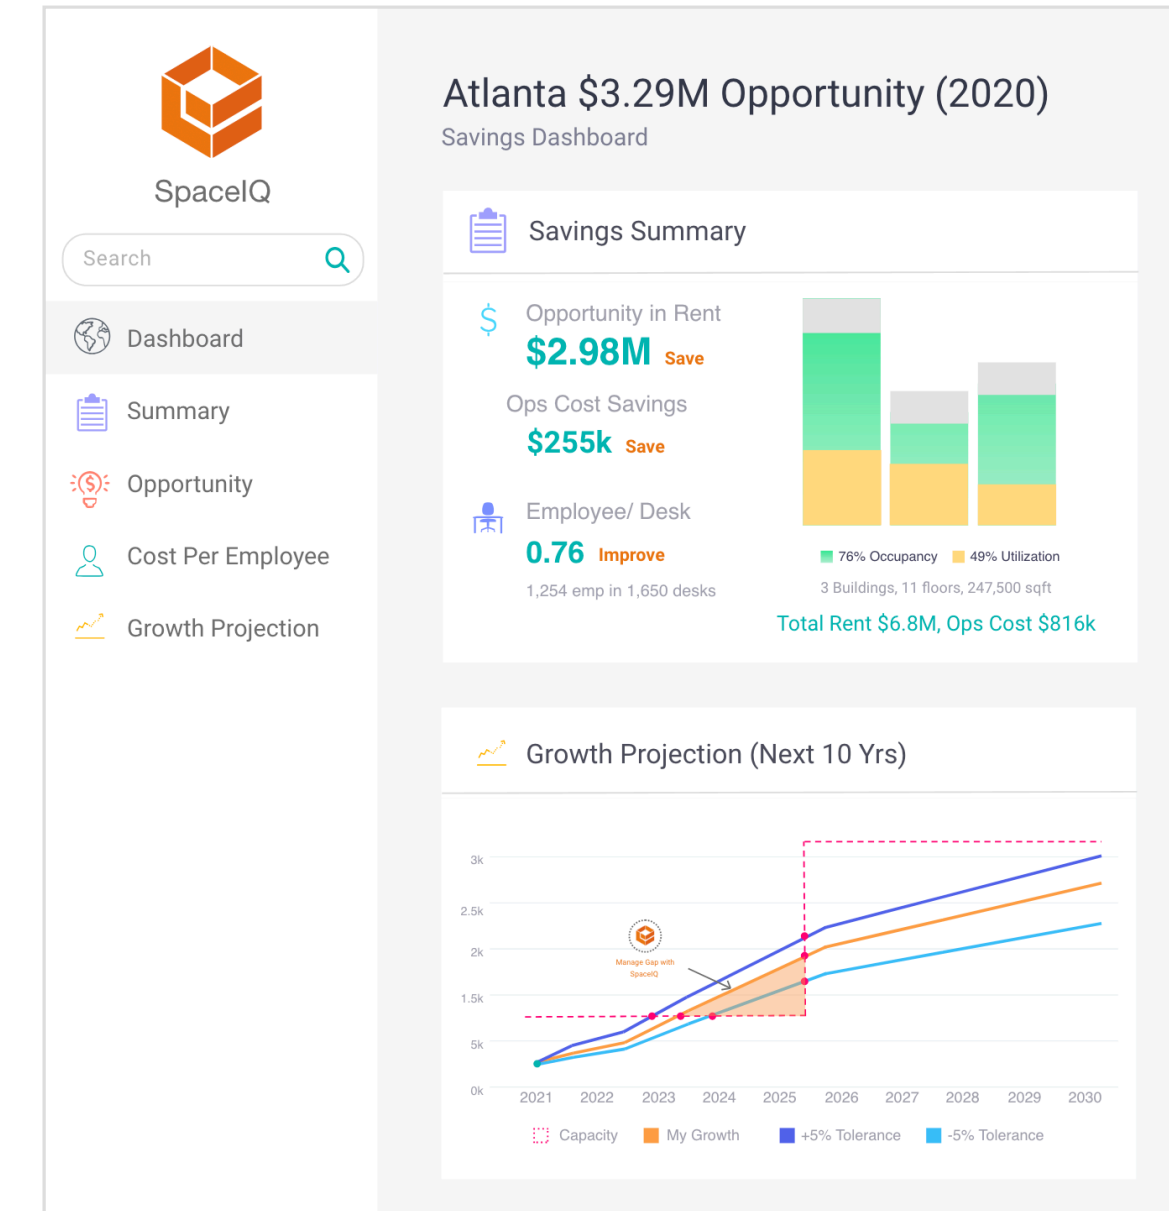 SpaceIQ
Search
Dashboard
Summary
Opportunity
Cost Per Employee
Growth Projection
Atlanta $3.29M Opportunity (2020)
Savings Dashboard
Savings Summary
Opportunity in Rent
$2.98M Save
Ops Cost Savings
$255k Save
Employee/ Desk
0.76 Improve
1,254 emp in 1,650 desks
76% Occupancy 49% Utilization
3 Buildings, 11 floors, 247,500 sqft
Total Rent $6.8M, Ops Cost $816k
Growth Projection (Next 10 Yrs)
3k
2.5k
2k
1.5k
5k
0k
Manage Gap with
SpaceIQ
2021 2022 2023 2024 2025 2026 2027 2028 2029 2030
Capacity My Growth +5% Tolerance -5% Tolerance